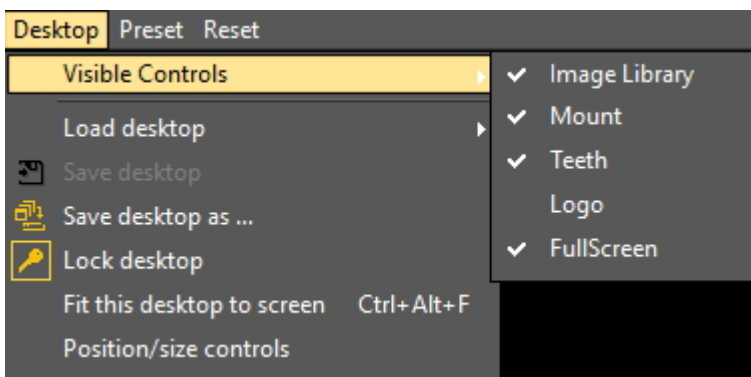 Desktop Preset Reset
Visible Controls
Load desktop
Save desktop
Save desktop as ...
Lock desktop
Fit this desktop to screen Ctrl+Alt+F
Position/size controls
Image Library
Mount
Teeth
Logo
FullScreen